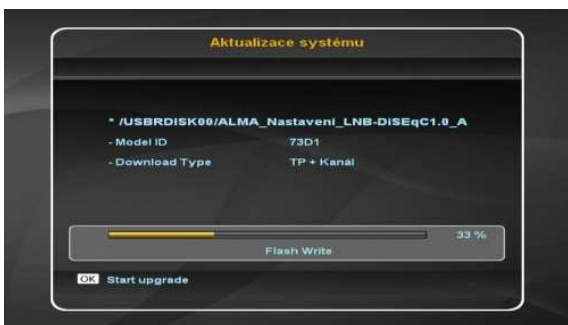 Aktualizace systému
* /USBRDISK00/ALMA_Nastaveni_LNB-DiSEqC1.0_A
- Model ID 73D1
- Download Type TP + Kanál
33 %
Flash Write
OK Start upgrade